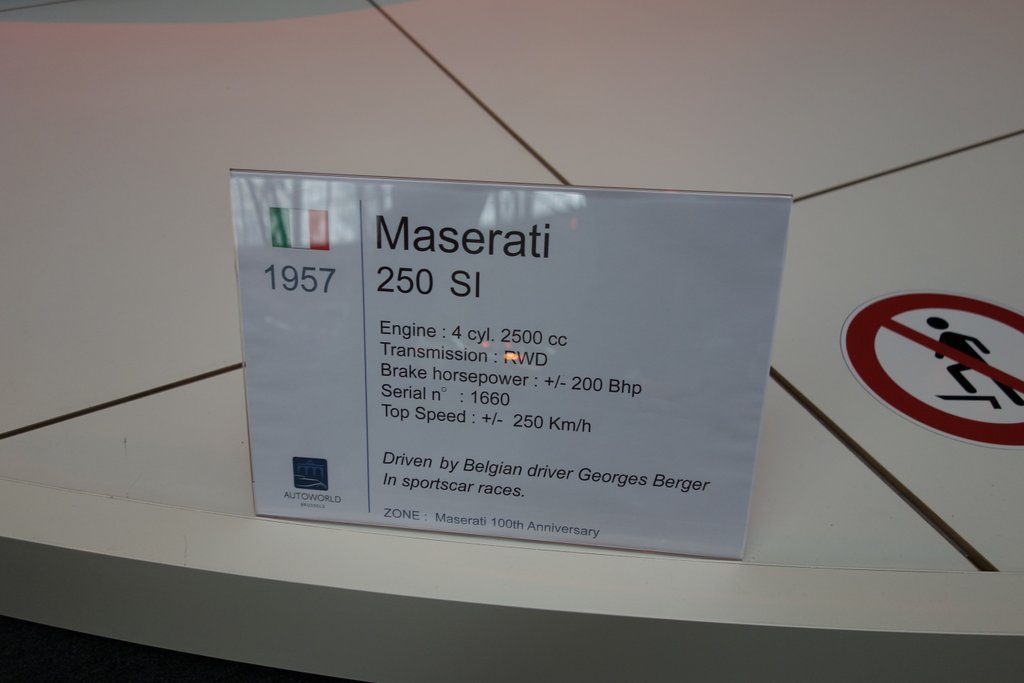 1957
Maserati
250 SI
Engine : 4 cyl. 2500 cc
Transmission : RWD
Brake horsepower : +/- 200 Bhp
Serial n° : 1660
Top Speed : +/- 250 Km/h
Driven by Belgian driver Georges Berger
In sportscar races.
ZONE : Maserati 100th Anniversary
AUTOWORLD
BRUSSELS